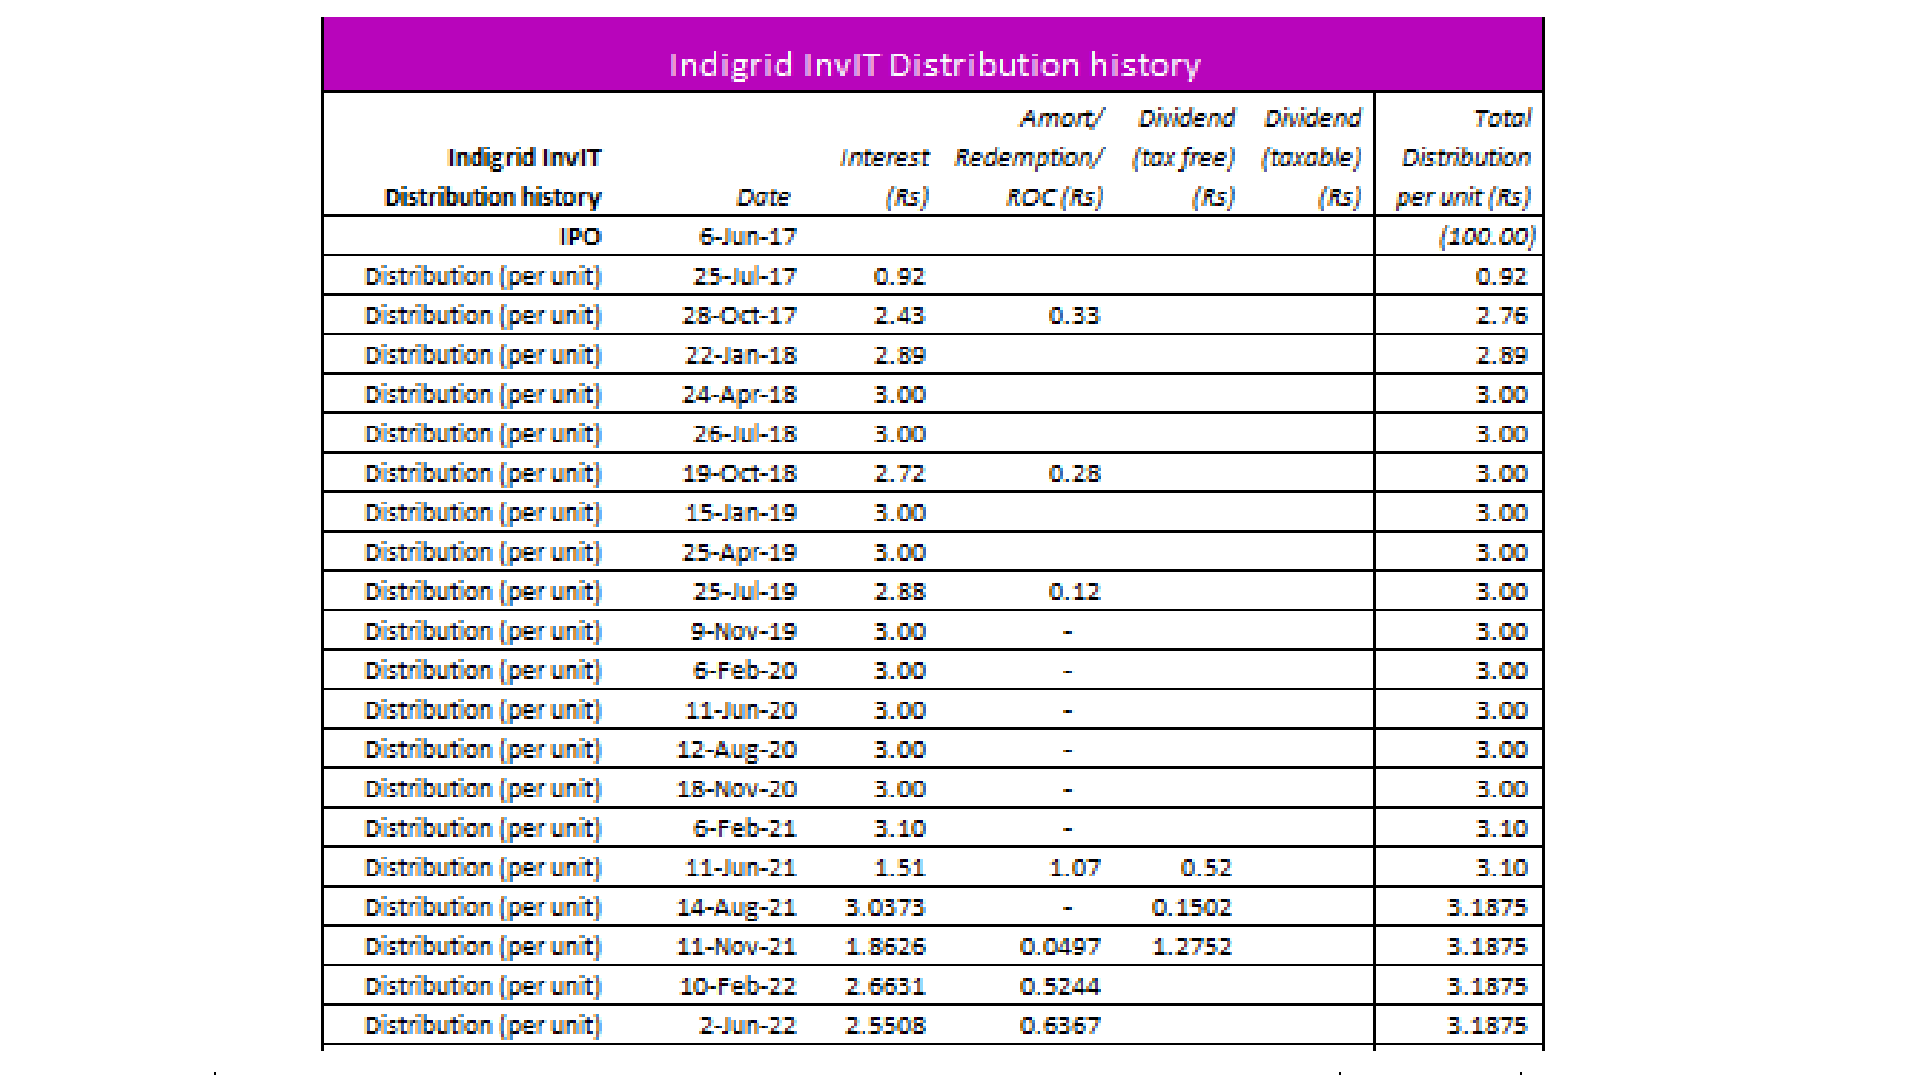 Indigrid InvIT Distribution history
Indigrid InvIT Distribution history Date Interest (Rs) Amort/ Redemption/ ROC (Rs) Dividend (tax free) (Rs) Dividend (taxable) (Rs) Total Distribution per unit (Rs)
IPO 6-Jun-17 (100.00)
Distribution (per unit) 25-Jul-17 0.92 0.92
Distribution (per unit) 28-Oct-17 2.43 0.33 2.76
Distribution (per unit) 22-Jan-18 2.89 2.89
Distribution (per unit) 24-Apr-18 3.00 3.00
Distribution (per unit) 26-Jul-18 3.00 3.00
Distribution (per unit) 19-Oct-18 2.72 0.28 3.00
Distribution (per unit) 15-Jan-19 3.00 3.00
Distribution (per unit) 25-Apr-19 3.00 3.00
Distribution (per unit) 25-Jul-19 2.88 0.12 3.00
Distribution (per unit) 9-Nov-19 3.00 - 3.00
Distribution (per unit) 6-Feb-20 3.00 - 3.00
Distribution (per unit) 11-Jun-20 3.00 - 3.00
Distribution (per unit) 12-Aug-20 3.00 - 3.00
Distribution (per unit) 18-Nov-20 3.00 - 3.00
Distribution (per unit) 6-Feb-21 3.10 - 3.10
Distribution (per unit) 11-Jun-21 1.51 1.07 0.52 3.10
Distribution (per unit) 14-Aug-21 3.0373 - 0.1502 3.1875
Distribution (per unit) 11-Nov-21 1.8626 0.0497 1.2752 3.1875
Distribution (per unit) 10-Feb-22 2.6631 0.5244 3.1875
Distribution (per unit) 2-Jun-22 2.5508 0.6367 3.1875